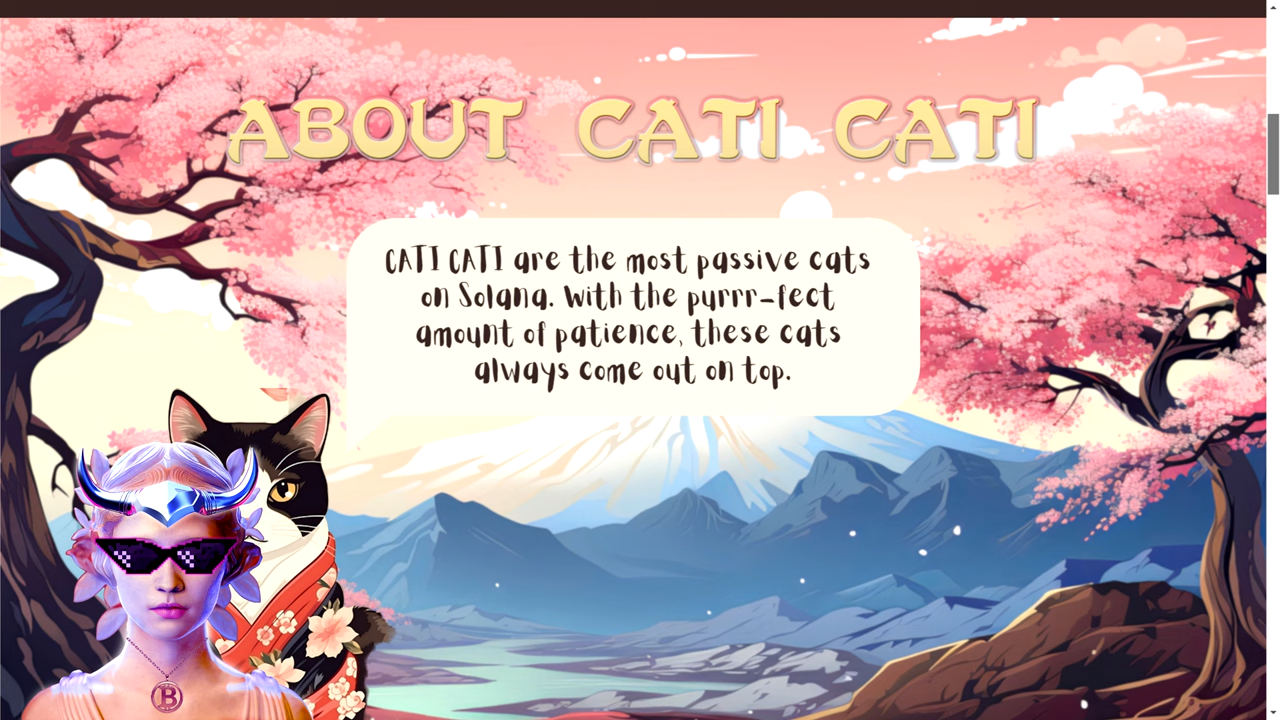 ABOUT CATI CATI
CATI CATI are the most passive cats
on Solana. With the purrr-fect
amount of patience, these cats
always come out on top.
B